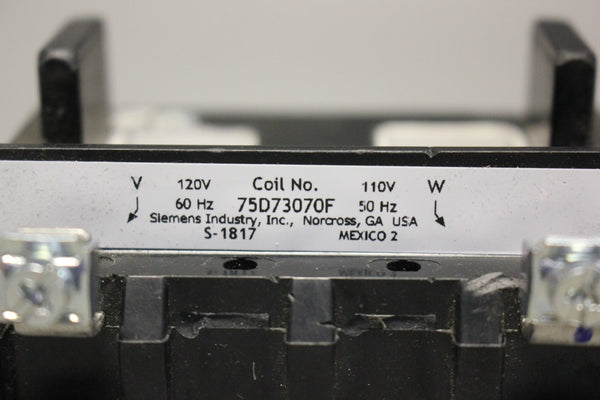 V 120V Coil No. 110V W
60 Hz 75D73070F 50 Hz
Siemens Industry, Inc., Norcross, GA USA
S-1817 MEXICO 2